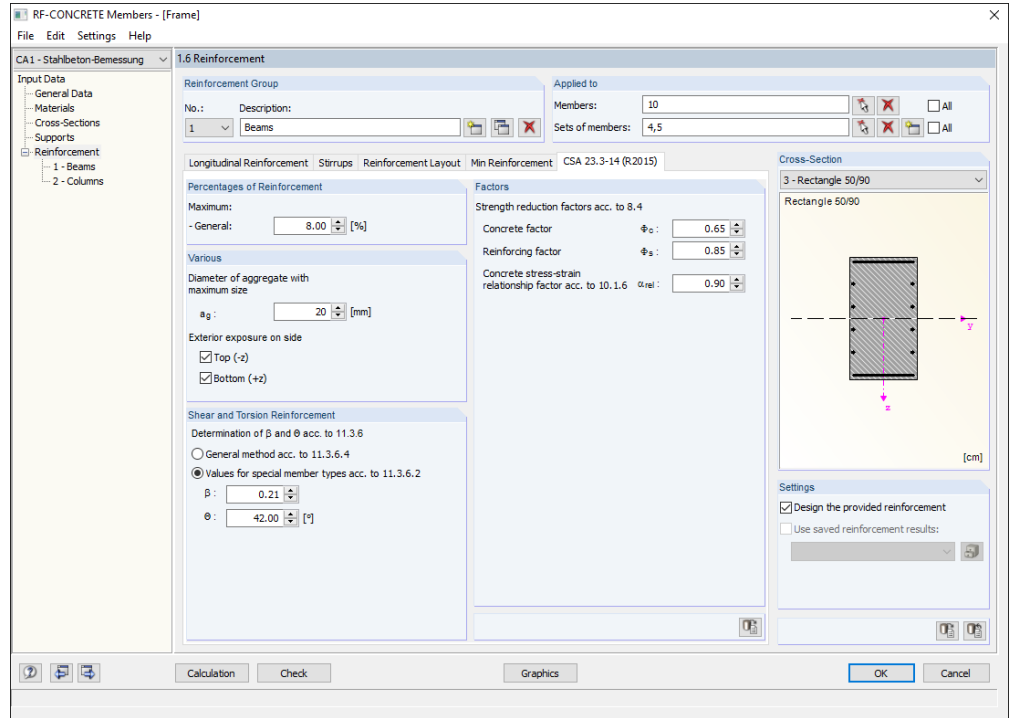 RF-CONCRETE Members - [Frame]
File Edit Settings Help
CA1 - Stahlbeton-Bemessung
Input Data
General Data
Materials
Cross-Sections
Supports
Reinforcement
1 - Beams
2 - Columns
1.6 Reinforcement
Reinforcement Group
No.: Description:
1 Beams
Applied to
Members: 10 All
Sets of members: 4,5 All
Longitudinal Reinforcement Stirrups Reinforcement Layout Min Reinforcement CSA 23.3-14 (R2015)
Percentages of Reinforcement
Maximum:
- General: 8.00 [%]
Various
Diameter of aggregate with
maximum size
ag : 20 [mm]
Exterior exposure on side
Top (-z)
Bottom (+z)
Shear and Torsion Reinforcement
Determination of β and Θ acc. to 11.3.6
General method acc. to 11.3.6.4
Values for special member types acc. to 11.3.6.2
β : 0.21
Θ : 42.00 [°]
Factors
Strength reduction factors acc. to 8.4
Concrete factor Φc : 0.65
Reinforcing factor Φs : 0.85
Concrete stress-strain
relationship factor acc. to 10.1.6 αrel : 0.90
Cross-Section
3 - Rectangle 50/90
Rectangle 50/90
y
z
[cm]
Settings
Design the provided reinforcement
Use saved reinforcement results:
Calculation Check Graphics OK Cancel